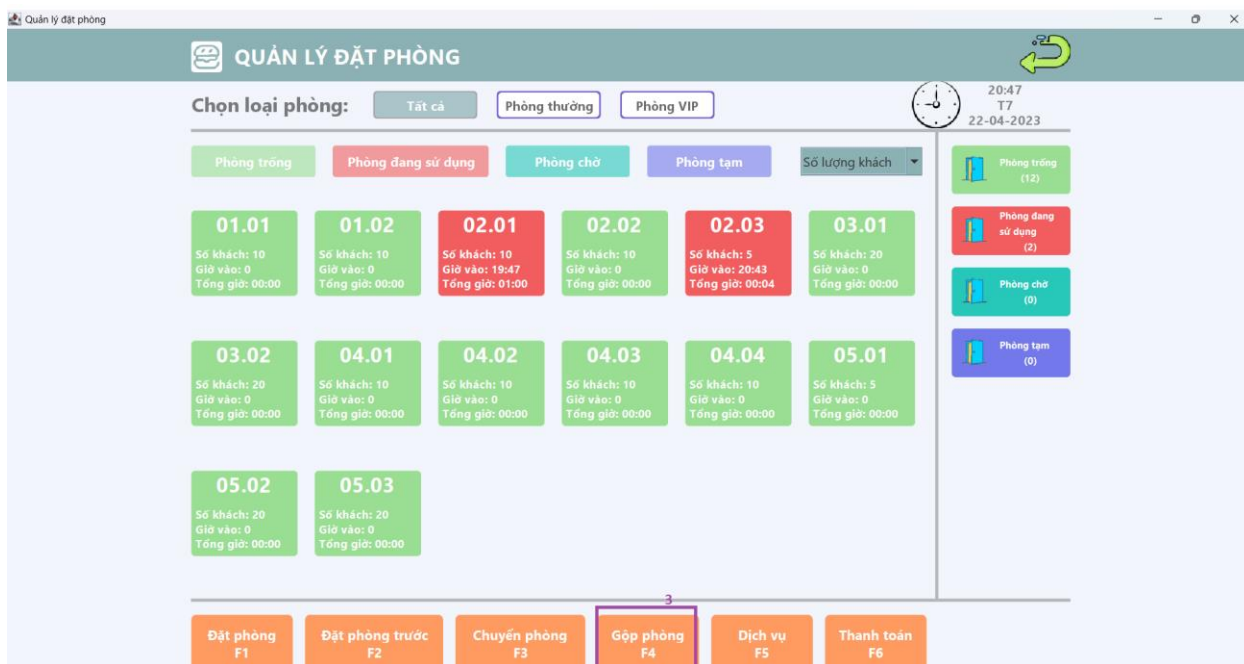 Quản lý đặt phòng
QUẢN LÝ ĐẶT PHÒNG
Chọn loại phòng:
Tất cả
Phòng thường
Phòng VIP
20:47
T7
22-04-2023
Phòng trống
Phòng đang sử dụng
Phòng chờ
Phòng tạm
Số lượng khách
01.01
Số khách: 10
Giờ vào: 0
Tổng giờ: 00:00
01.02
Số khách: 10
Giờ vào: 0
Tổng giờ: 00:00
02.01
Số khách: 10
Giờ vào: 19:47
Tổng giờ: 01:00
02.02
Số khách: 10
Giờ vào: 0
Tổng giờ: 00:00
02.03
Số khách: 5
Giờ vào: 20:43
Tổng giờ: 00:04
03.01
Số khách: 20
Giờ vào: 0
Tổng giờ: 00:00
03.02
Số khách: 20
Giờ vào: 0
Tổng giờ: 00:00
04.01
Số khách: 10
Giờ vào: 0
Tổng giờ: 00:00
04.02
Số khách: 10
Giờ vào: 0
Tổng giờ: 00:00
04.03
Số khách: 10
Giờ vào: 0
Tổng giờ: 00:00
04.04
Số khách: 10
Giờ vào: 0
Tổng giờ: 00:00
05.01
Số khách: 5
Giờ vào: 0
Tổng giờ: 00:00
05.02
Số khách: 20
Giờ vào: 0
Tổng giờ: 00:00
05.03
Số khách: 20
Giờ vào: 0
Tổng giờ: 00:00
Phòng trống
(12)
Phòng đang
sử dụng
(2)
Phòng chờ
(0)
Phòng tạm
(0)
3
Đặt phòng
F1
Đặt phòng trước
F2
Chuyển phòng
F3
Gộp phòng
F4
Dịch vụ
F5
Thanh toán
F6